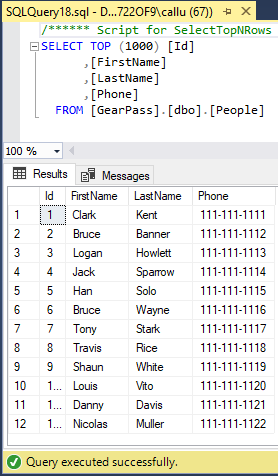 SQLQuery18.sql - D...722OF9\callu (67))
/****** Script for SelectTopNRows
SELECT TOP (1000) [Id]
,[FirstName]
,[LastName]
,[Phone]
FROM [GearPass].[dbo].[People]
100 %
Results Messages
Id FirstName LastName Phone
1 1 Clark Kent 111-111-1111
2 2 Bruce Banner 111-111-1112
3 3 Logan Howlett 111-111-1113
4 4 Jack Sparrow 111-111-1114
5 5 Han Solo 111-111-1115
6 6 Bruce Wayne 111-111-1116
7 7 Tony Stark 111-111-1117
8 8 Travis Rice 111-111-1118
9 9 Shaun White 111-111-1119
10 1... Louis Vito 111-111-1120
11 1... Danny Davis 111-111-1121
12 1... Nicolas Muller 111-111-1122
Query executed successfully.